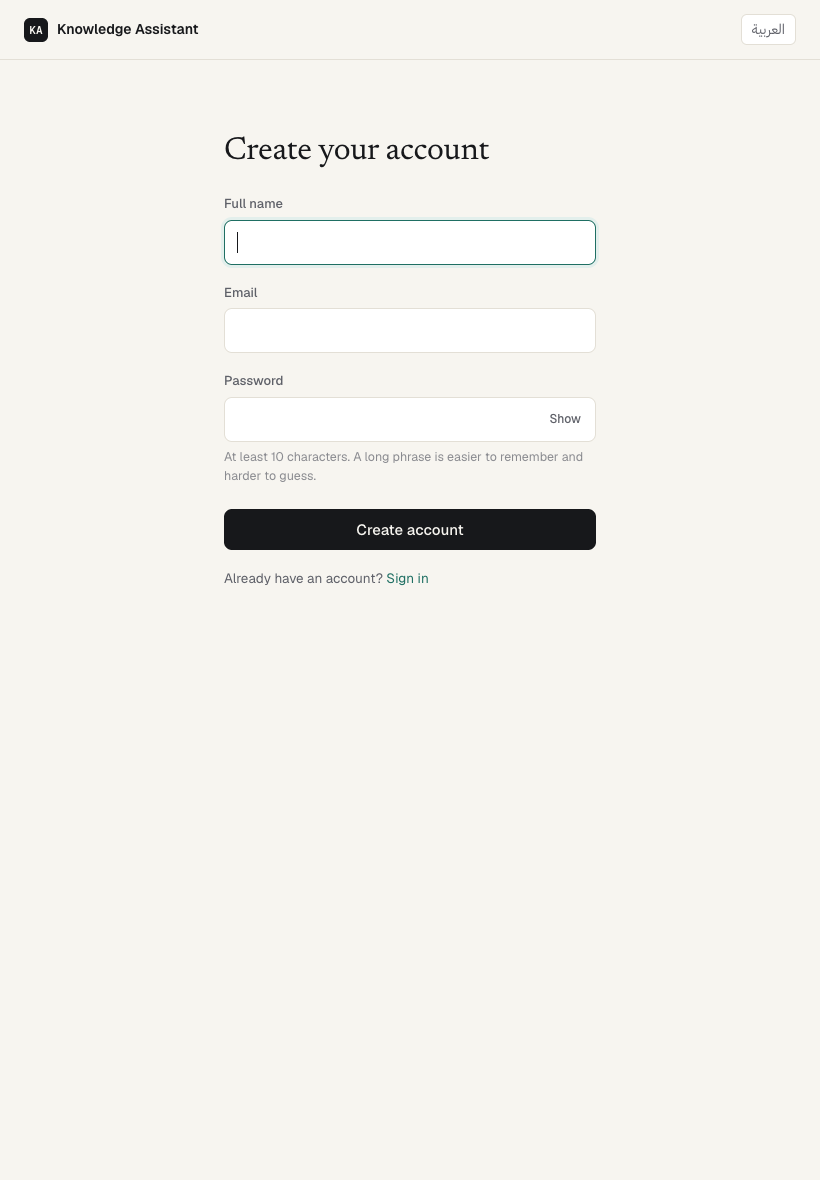 KA
Knowledge Assistant
العربية
Create your account
Full name
Email
Password
Show
At least 10 characters. A long phrase is easier to remember and
harder to guess.
Create account
Already have an account? Sign in